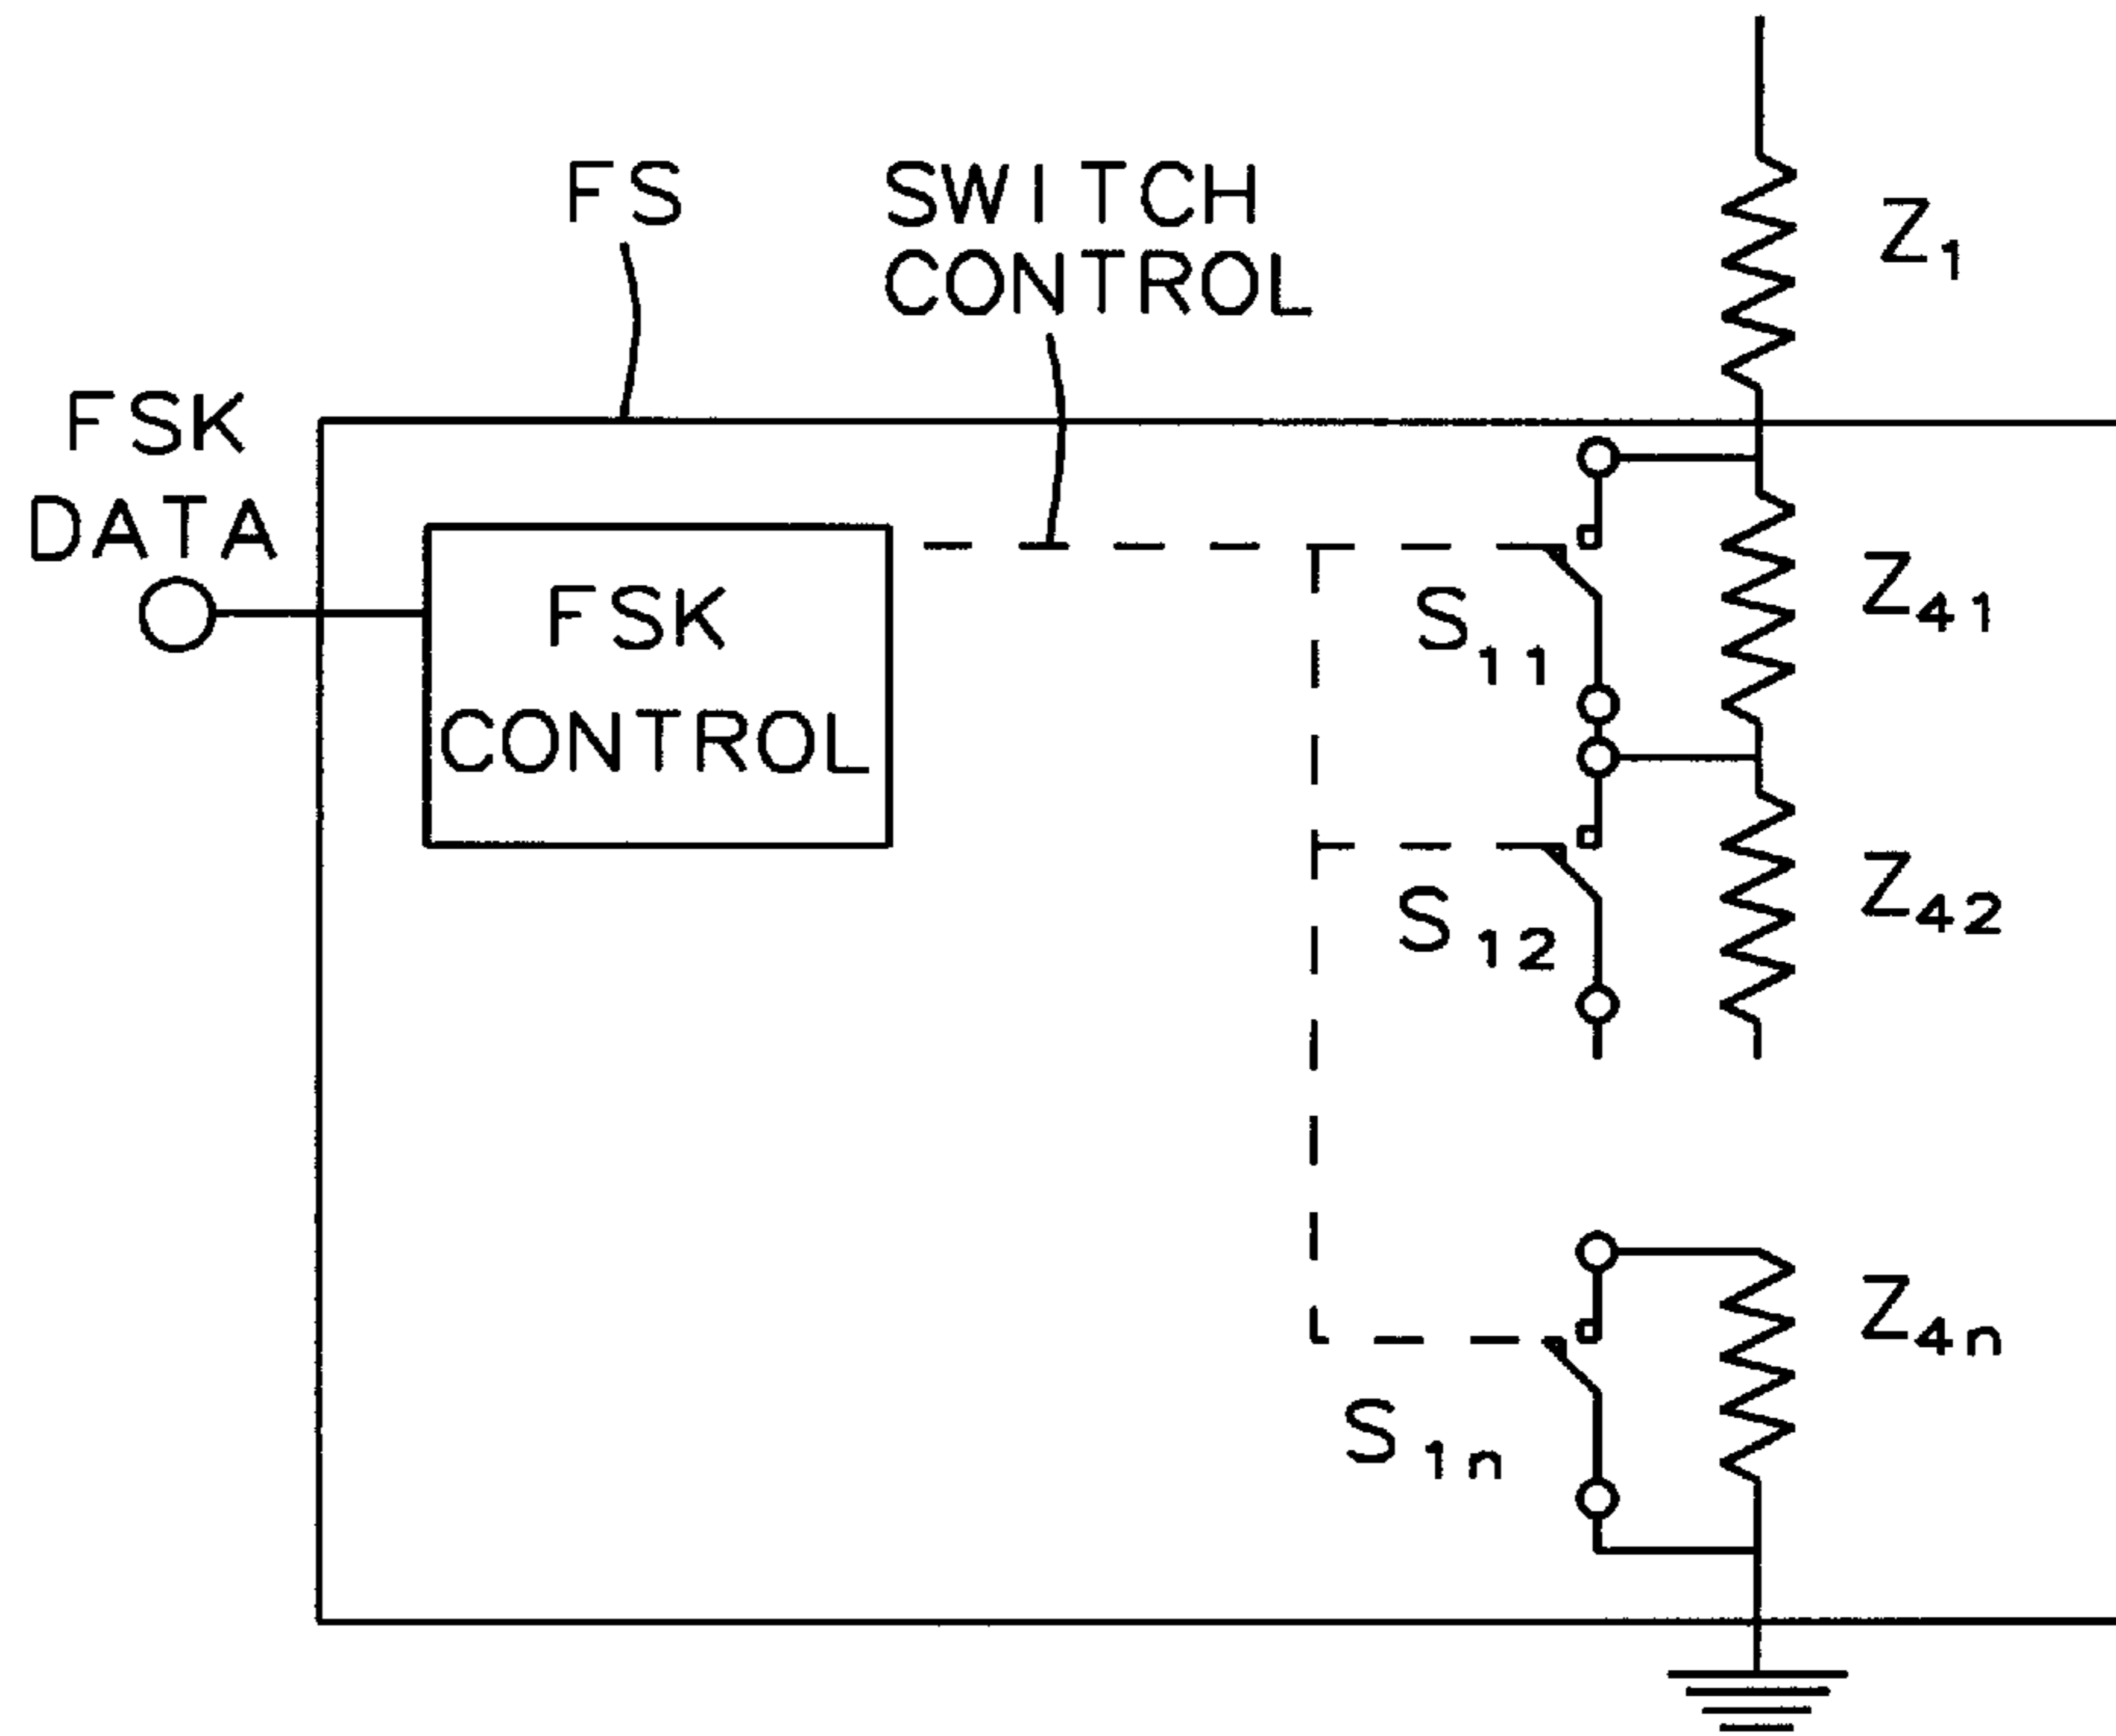 FS
SWITCH
CONTROL
Z1
FSK
DATA
FSK
CONTROL
S11
Z41
S12
Z42
S1n
Z4n